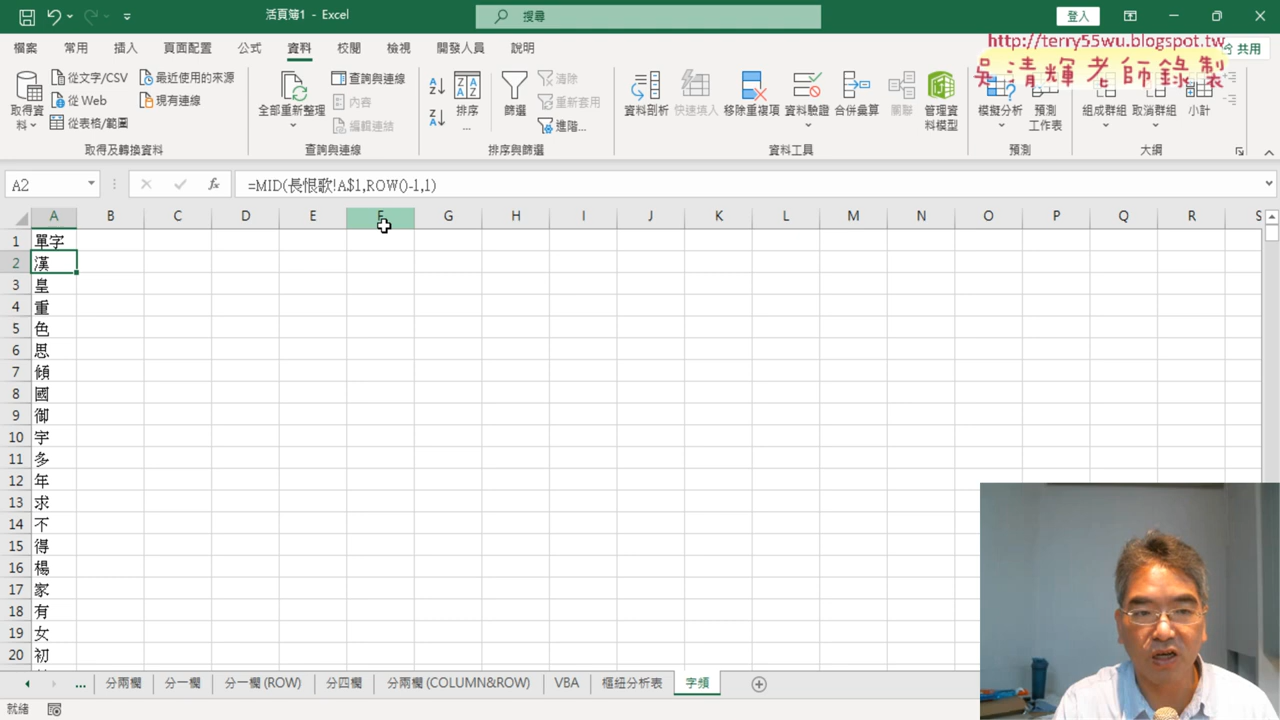 活頁簿1 - Excel
搜尋
登入
http://terry55wu.blogspot.tw
吳清輝老師錄製
檔案 常用 插入 頁面配置 公式 資料 校閱 檢視 開發人員 說明
共用
取得資料
從文字/CSV
從 Web
從表格/範圍
最近使用的來源
現有連線
取得及轉換資料
全部重新整理
查詢與連線
內容
編輯連結
查詢與連線
排序...
篩選
清除
重新套用
進階...
排序與篩選
資料剖析
快速填入
移除重複項
資料驗證
合併彙算
關聯
管理資料模型
資料工具
模擬分析
預測工作表
預測
組成群組
取消群組
小計
大綱
A2
fx
=MID(長恨歌!A$1,ROW()-1,1)
A B C D E F G H I J K L M N O P Q R S
1 單字
2 漢
3 皇
4 重
5 色
6 思
7 傾
8 國
9 御
10 宇
11 多
12 年
13 求
14 不
15 得
16 楊
17 家
18 有
19 女
20 初
... 分兩欄 分一欄 分一欄 (ROW) 分四欄 分兩欄 (COLUMN&ROW) VBA 樞紐分析表 字頻
就緒